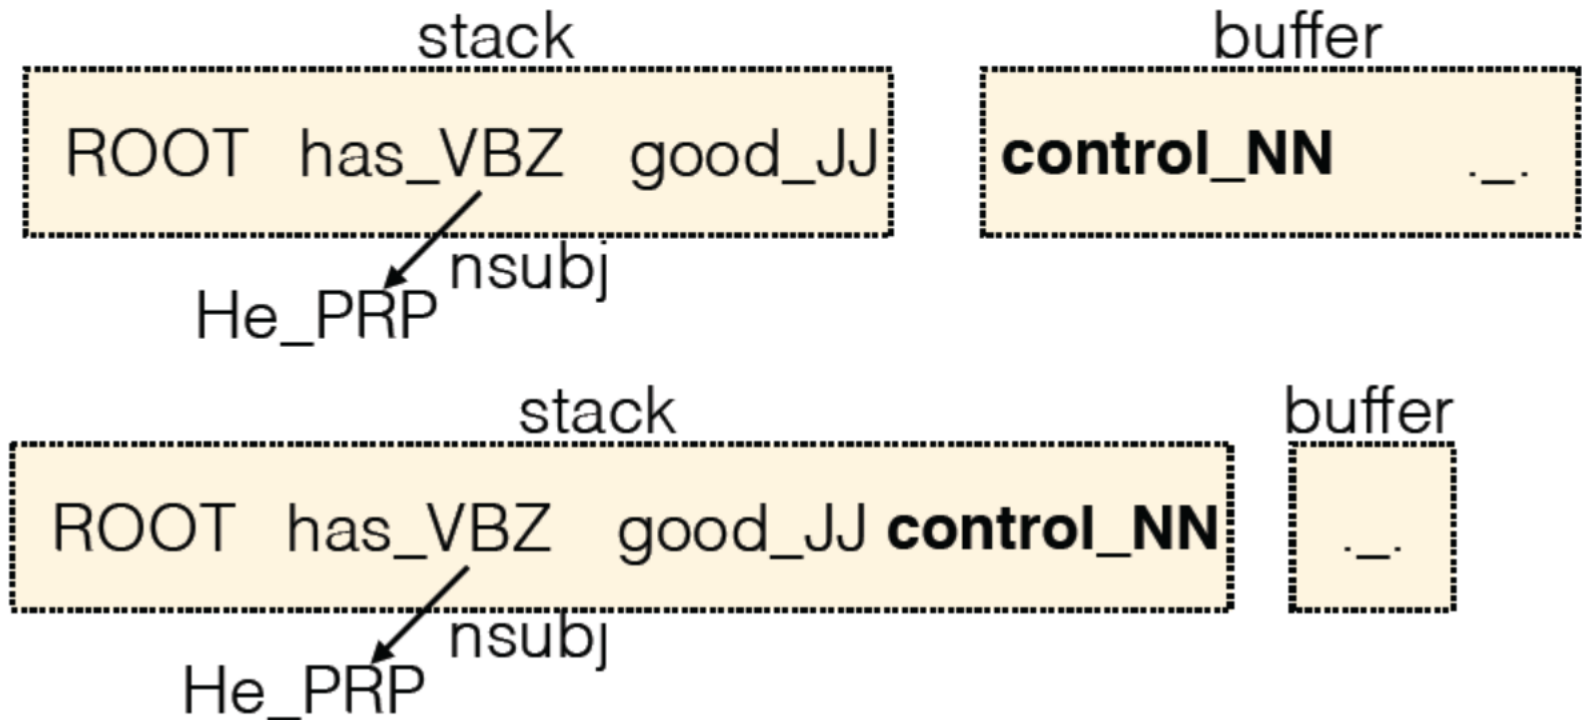 stack buffer
ROOT has_VBZ good_JJ control_NN ._.
nsubj
He_PRP
stack buffer
ROOT has_VBZ good_JJ control_NN ._.
nsubj
He_PRP